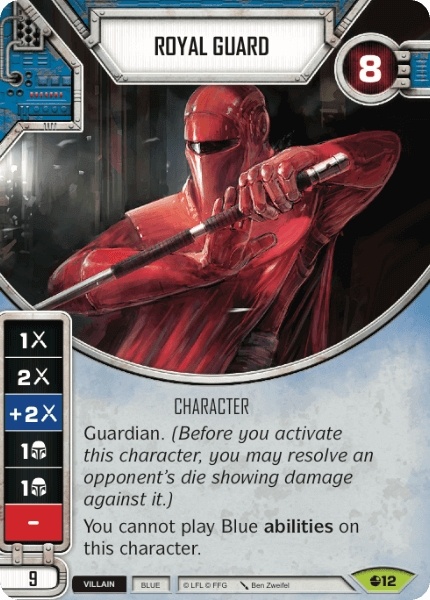 ROYAL GUARD
8
1
2
+2
1
1
-
9
CHARACTER
Guardian. (Before you activate
this character, you may resolve an
opponent's die showing damage
against it.)
You cannot play Blue abilities on
this character.
VILLAIN BLUE © LFL © FFG Ben Zweifel
12